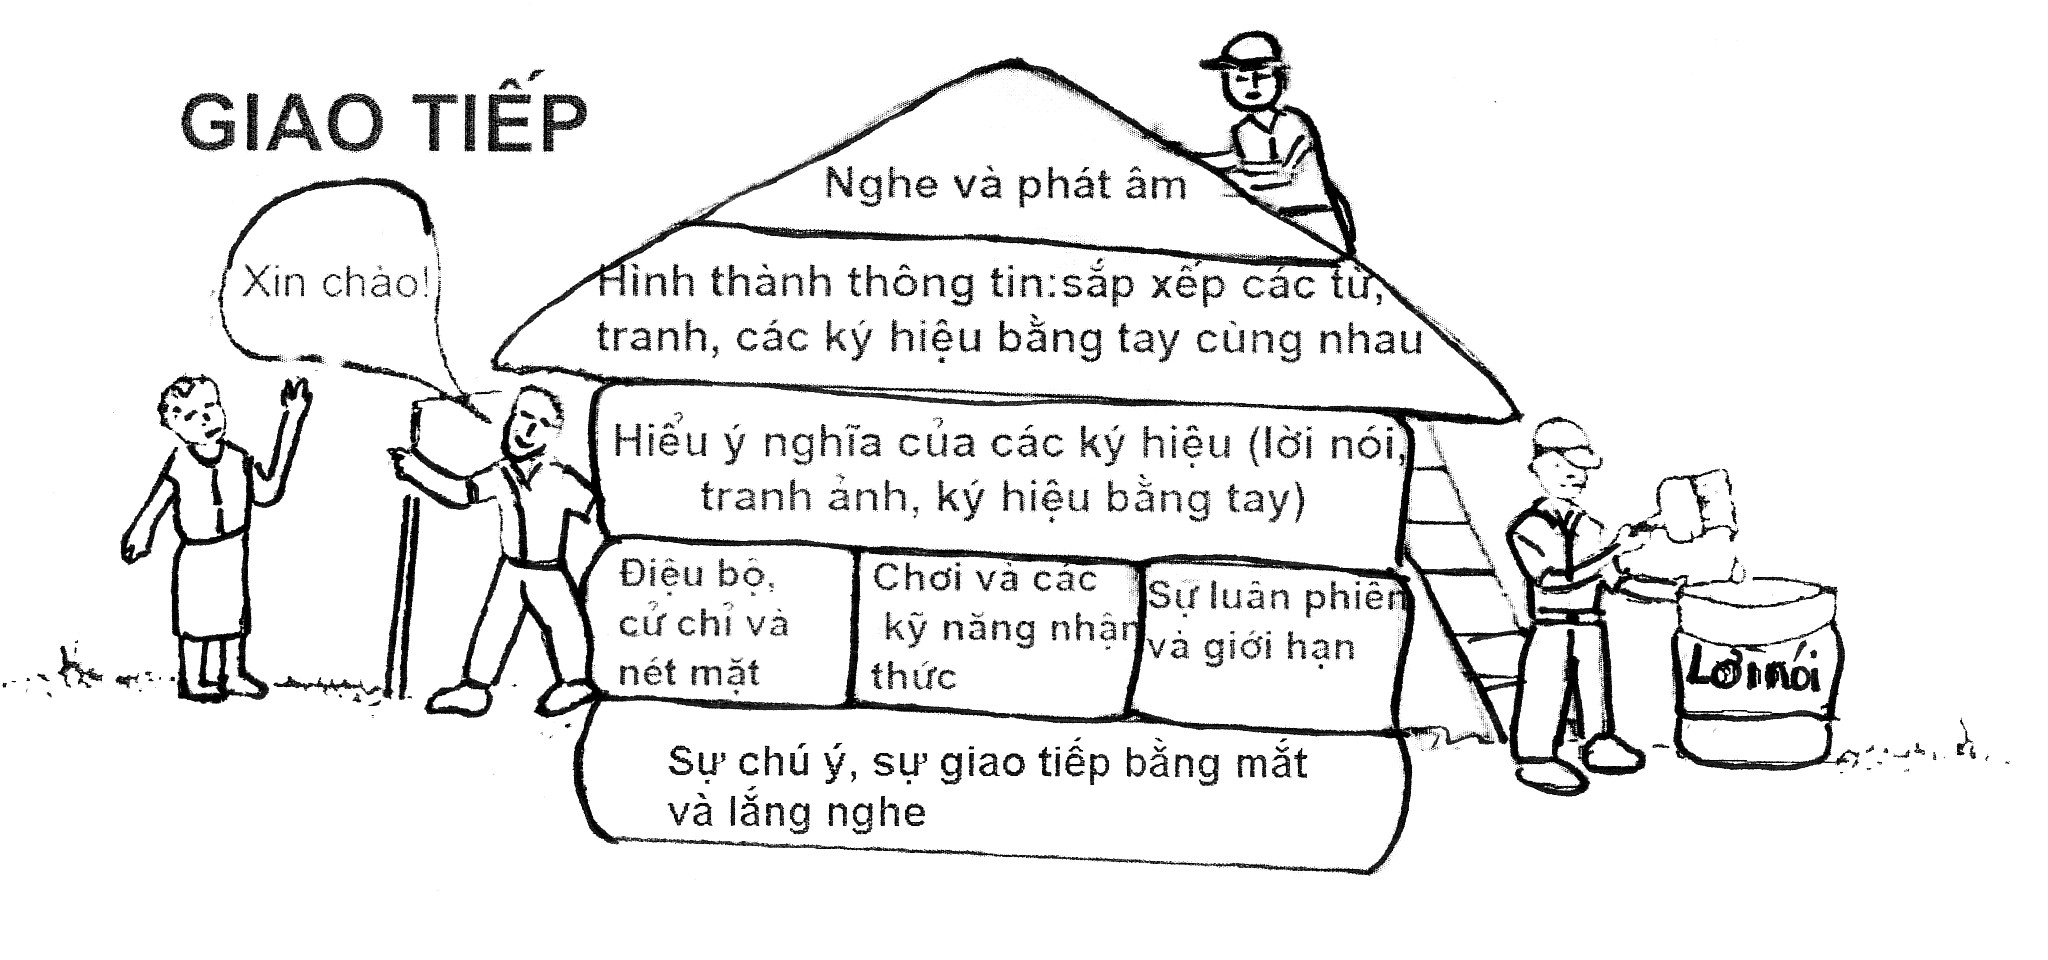 GIAO TIẾP
Nghe và phát âm
Xin chào!
Hình thành thông tin:sắp xếp các từ,
tranh, các ký hiệu bằng tay cùng nhau
Hiểu ý nghĩa của các ký hiệu (lời nói,
tranh ảnh, ký hiệu bằng tay)
Điệu bộ,
cử chỉ và
nét mặt
Chơi và các
kỹ năng nhận
thức
Sự luân phiên
và giới hạn
Lời nói
Sự chú ý, sự giao tiếp bằng mắt
và lắng nghe